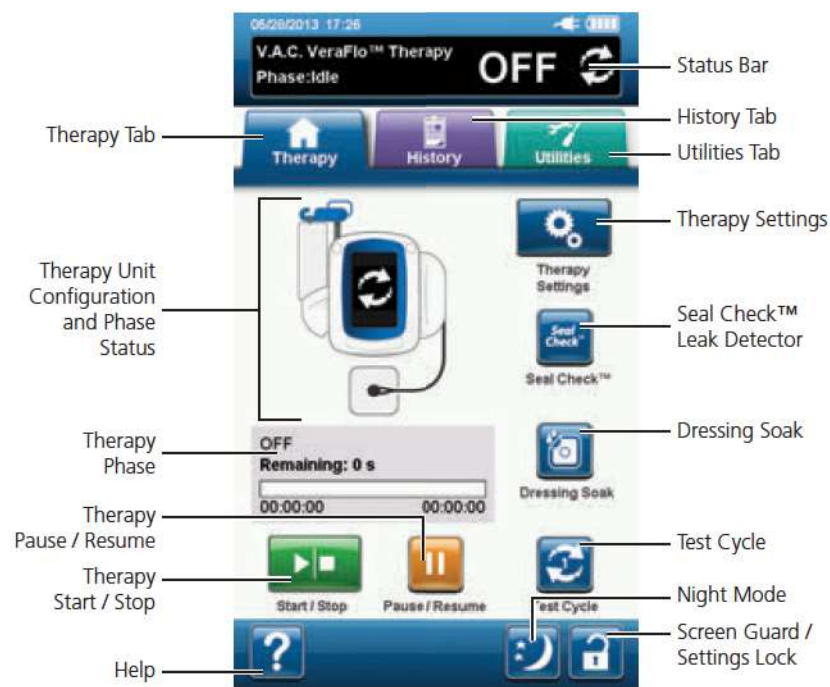 05/28/2013 17:26
V.A.C. VeraFlo™ Therapy
Phase:Idle
OFF
Status Bar
History Tab
Utilities Tab
Therapy Tab
Therapy
History
Utilities
Therapy Settings
Therapy
Settings
Therapy Unit
Configuration
and Phase
Status
Seal
Check™
Seal Check™
Seal Check™
Leak Detector
Therapy
Phase
OFF
Remaining: 0 s
00:00:00 00:00:00
Dressing Soak
Dressing Soak
Therapy
Pause / Resume
Therapy
Start / Stop
Start / Stop
Pause / Resume
1
Test Cycle
Test Cycle
Night Mode
Screen Guard /
Settings Lock
?
Help